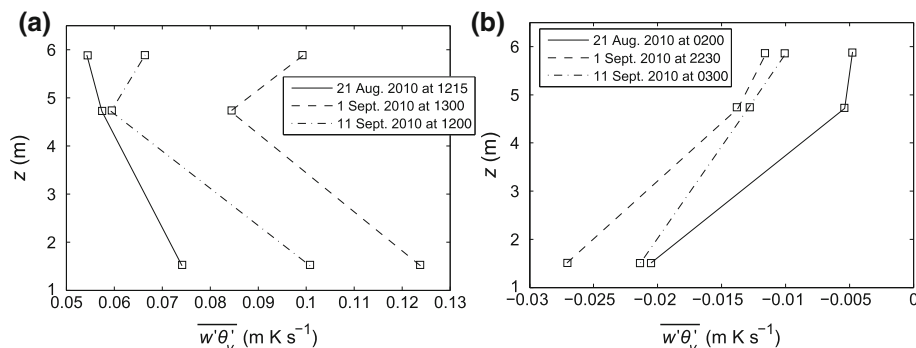 (a)
6
5
4
3
2
1
z (m)
21 Aug. 2010 at 1215
1 Sept. 2010 at 1300
11 Sept. 2010 at 1200
0.05 0.06 0.07 0.08 0.09 0.1 0.11 0.12 0.13
w'θv' (m K s−1)
(b)
7
6
5
4
3
2
1
z (m)
21 Aug. 2010 at 0200
1 Sept. 2010 at 2230
11 Sept. 2010 at 0300
−0.03 −0.025 −0.02 −0.015 −0.01 −0.005 0
w'θv' (m K s−1)